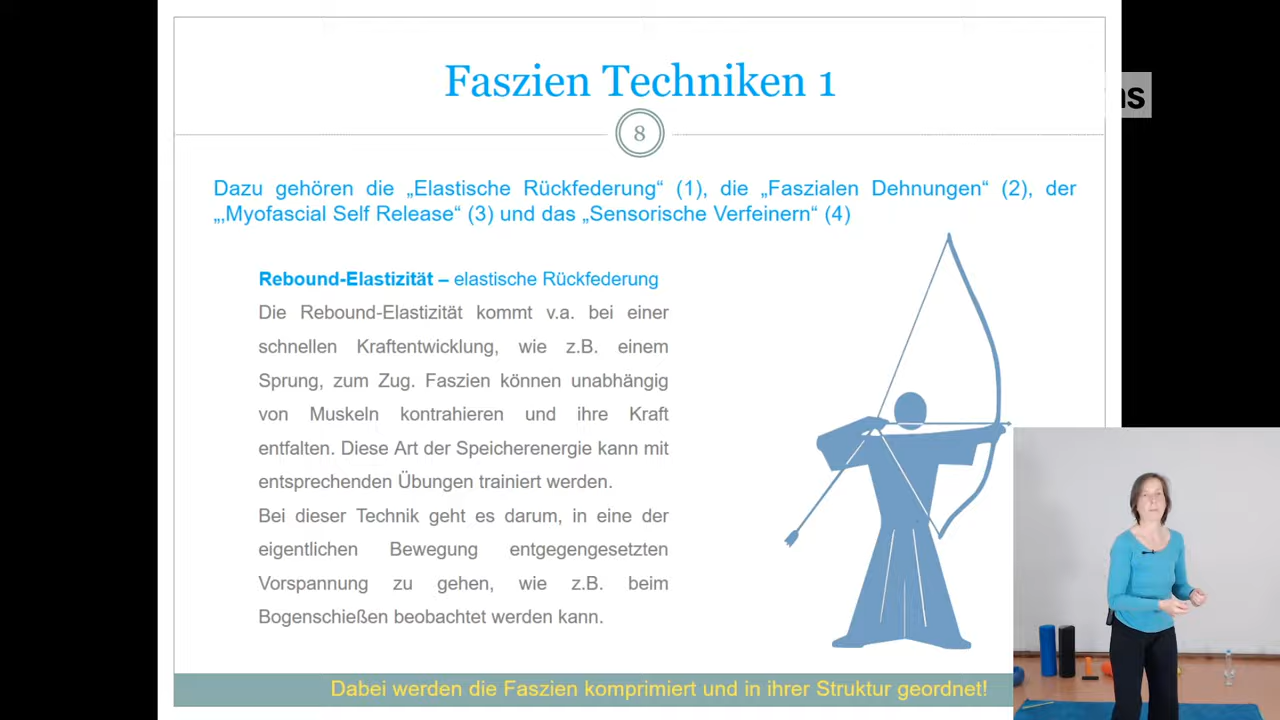 Faszien Techniken 1
8
Dazu gehören die „Elastische Rückfederung“ (1), die „Faszialen Dehnungen“ (2), der
„,Myofascial Self Release“ (3) und das „Sensorische Verfeinern“ (4)
Rebound-Elastizität – elastische Rückfederung
Die Rebound-Elastizität kommt v.a. bei einer
schnellen Kraftentwicklung, wie z.B. einem
Sprung, zum Zug. Faszien können unabhängig
von Muskeln kontrahieren und ihre Kraft
entfalten. Diese Art der Speicherenergie kann mit
entsprechenden Übungen trainiert werden.
Bei dieser Technik geht es darum, in eine der
eigentlichen Bewegung entgegengesetzten
Vorspannung zu gehen, wie z.B. beim
Bogenschießen beobachtet werden kann.
Dabei werden die Faszien komprimiert und in ihrer Struktur geordnet!